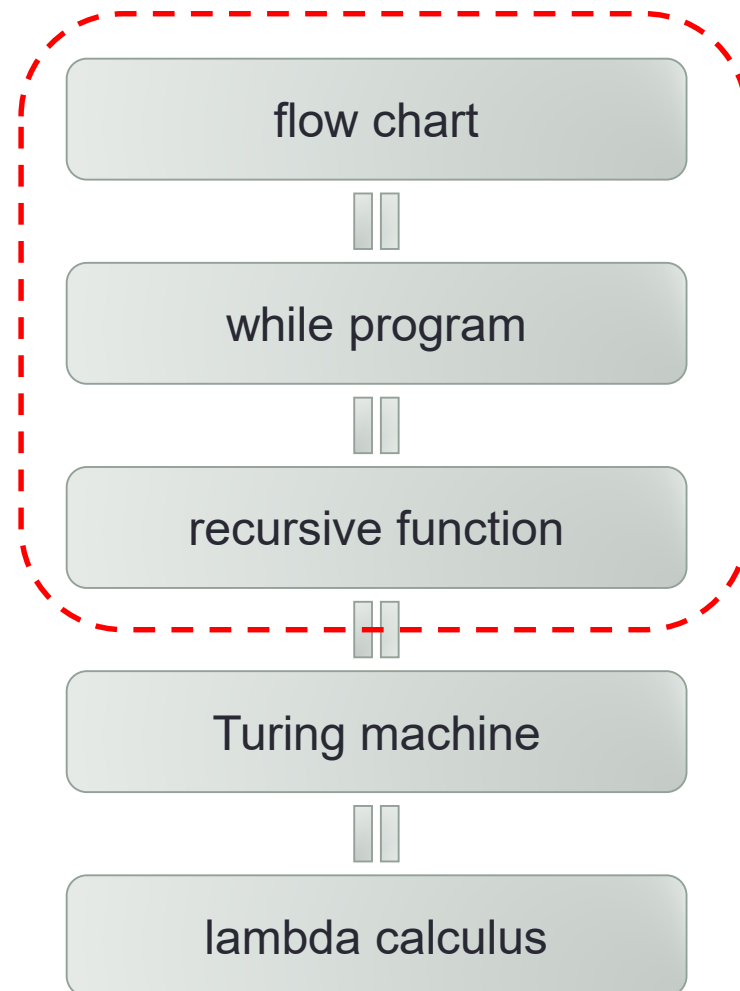 flow chart
while program
recursive function
Turing machine
lambda calculus